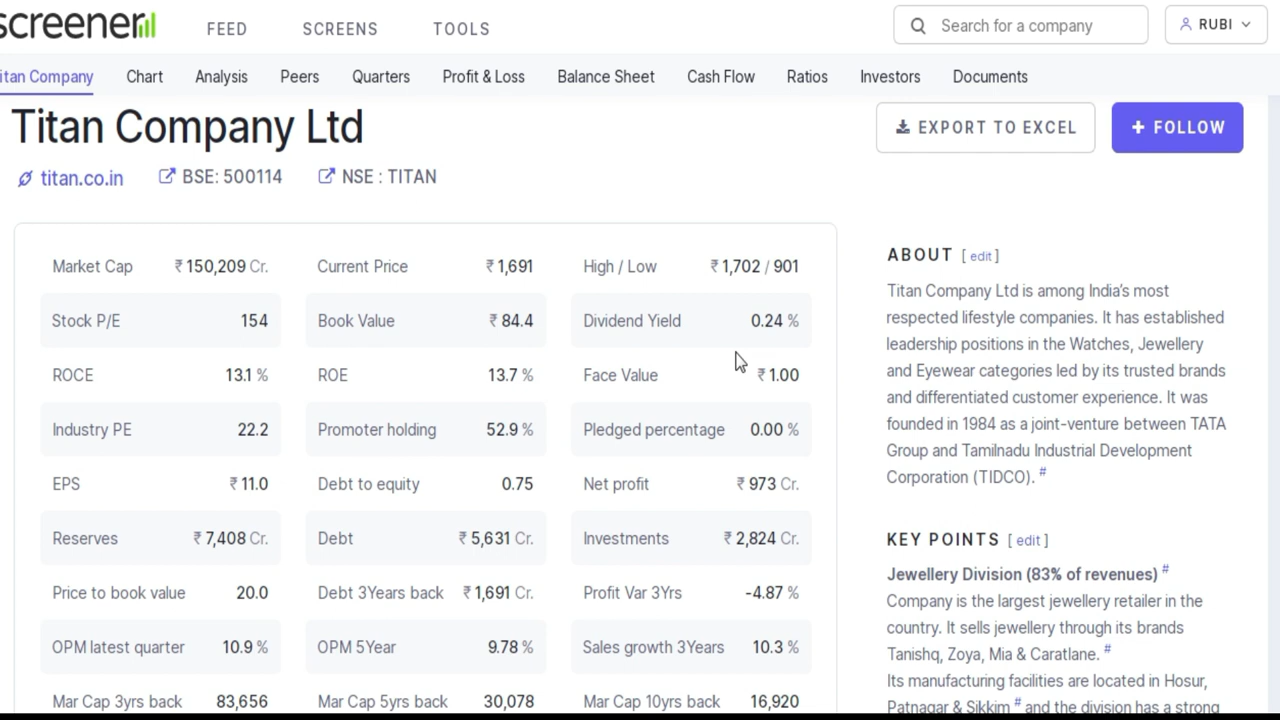 screener
FEED SCREENS TOOLS
Search for a company
RUBI
itan Company Chart Analysis Peers Quarters Profit & Loss Balance Sheet Cash Flow Ratios Investors Documents
Titan Company Ltd
EXPORT TO EXCEL
+ FOLLOW
titan.co.in BSE: 500114 NSE : TITAN
Market Cap ₹ 150,209 Cr. Current Price ₹ 1,691 High / Low ₹ 1,702 / 901
Stock P/E 154 Book Value ₹ 84.4 Dividend Yield 0.24 %
ROCE 13.1 % ROE 13.7 % Face Value ₹ 1.00
Industry PE 22.2 Promoter holding 52.9 % Pledged percentage 0.00 %
EPS ₹ 11.0 Debt to equity 0.75 Net profit ₹ 973 Cr.
Reserves ₹ 7,408 Cr. Debt ₹ 5,631 Cr. Investments ₹ 2,824 Cr.
Price to book value 20.0 Debt 3Years back ₹ 1,691 Cr. Profit Var 3Yrs -4.87 %
OPM latest quarter 10.9 % OPM 5Year 9.78 % Sales growth 3Years 10.3 %
Mar Cap 3yrs back 83,656 Mar Cap 5yrs back 30,078 Mar Cap 10yrs back 16,920
ABOUT [ edit ]
Titan Company Ltd is among India's most
respected lifestyle companies. It has established
leadership positions in the Watches, Jewellery
and Eyewear categories led by its trusted brands
and differentiated customer experience. It was
founded in 1984 as a joint-venture between TATA
Group and Tamilnadu Industrial Development
Corporation (TIDCO). #
KEY POINTS [ edit ]
Jewellery Division (83% of revenues) #
Company is the largest jewellery retailer in the
country. It sells jewellery through its brands
Tanishq, Zoya, Mia & Caratlane. #
Its manufacturing facilities are located in Hosur,
Patnagar & Sikkim # and the division has a strong